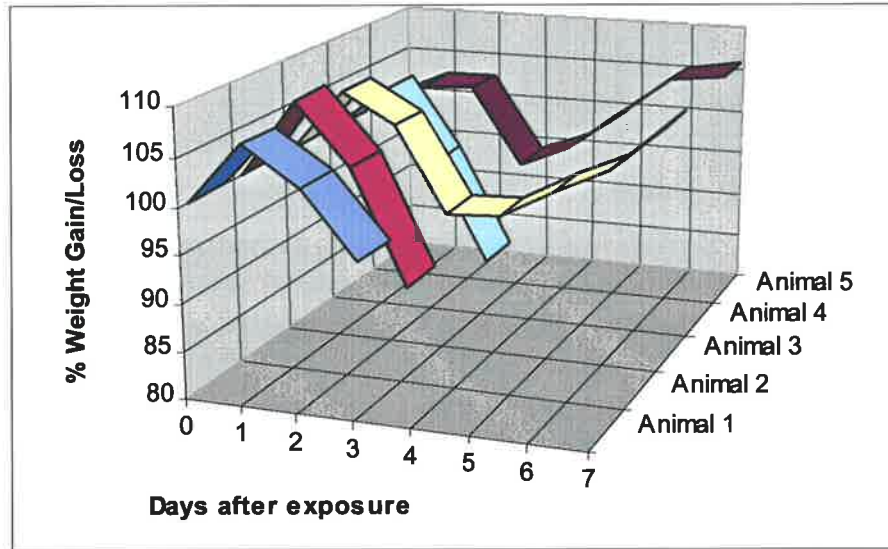 110
105
100
95
90
85
80
% Weight Gain/Loss
0
1
2
3
4
5
6
7
Days after exposure
Animal 5
Animal 4
Animal 3
Animal 2
Animal 1